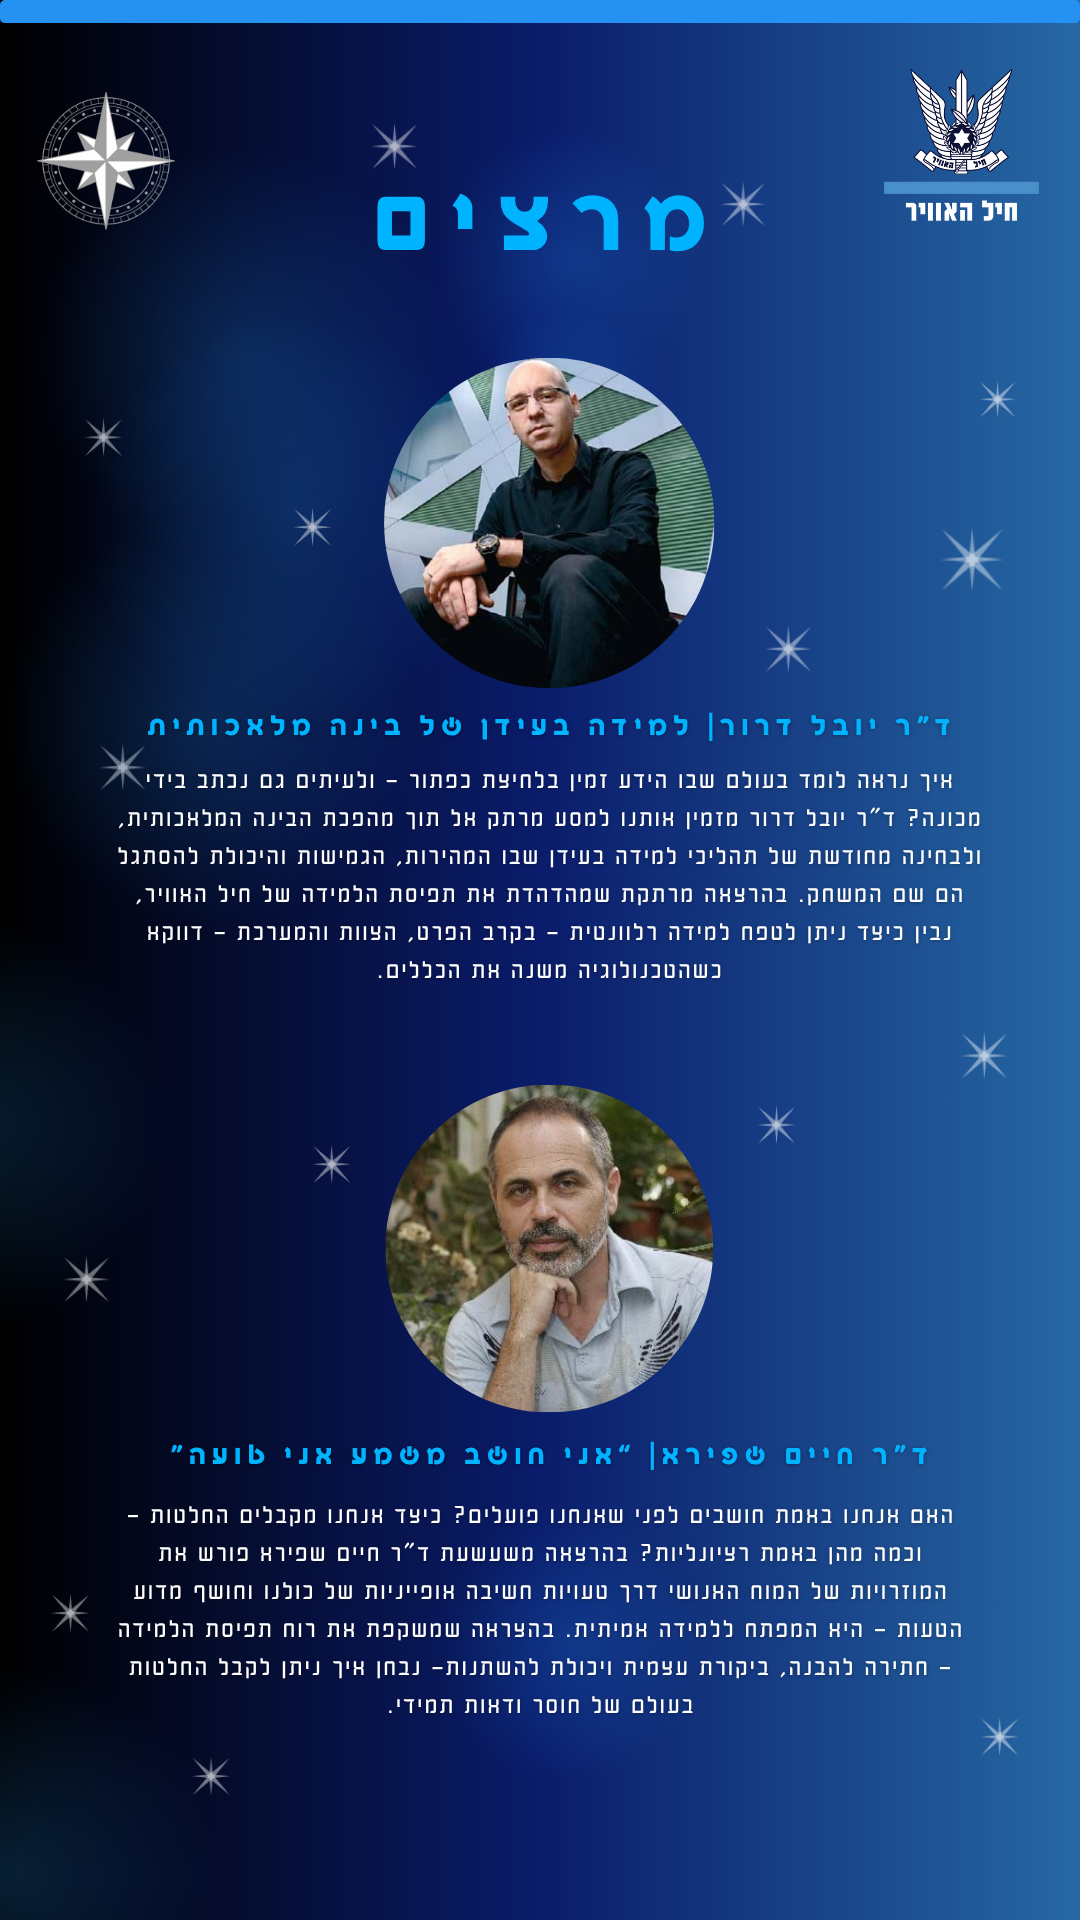 חיל האוויר
חיל האוויר
מרצים
ד"ר יובל דרור| למידה בעידן של בינה מלאכותית
איך נראה לומד בעולם שבו הידע זמין בלחיצת כפתור – ולעיתים גם נכתב בידי
מכונה? ד"ר יובל דרור מזמין אותנו למסע מרתק אל תוך מהפכת הבינה המלאכותית,
ולבחינה מחודשת של תהליכי למידה בעידן שבו המהירות, הגמישות והיכולת להסתגל
הם שם המשחק. בהרצאה מרתקת שמהדהדת את תפיסת הלמידה של חיל האוויר,
נבין כיצד ניתן לטפח למידה רלוונטית – בקרב הפרט, הצוות והמערכת – דווקא
כשהטכנולוגיה משנה את הכללים.
ד"ר חיים שפירא| "אני חושב משמע אני טועה"
האם אנחנו באמת חושבים לפני שאנחנו פועלים? כיצד אנחנו מקבלים החלטות –
וכמה מהן באמת רציונליות? בהרצאה משעשעת ד"ר חיים שפירא פורש את
המוזרויות של המוח האנושי דרך טעויות חשיבה אופייניות של כולנו וחושף מדוע
הטעות – היא המפתח ללמידה אמיתית. בהצראה שמשקפת את רוח תפיסת הלמידה
– חתירה להבנה, ביקורת עצמית ויכולת להשתנות- נבחן איך ניתן לקבל החלטות
בעולם של חוסר ודאות תמידי.